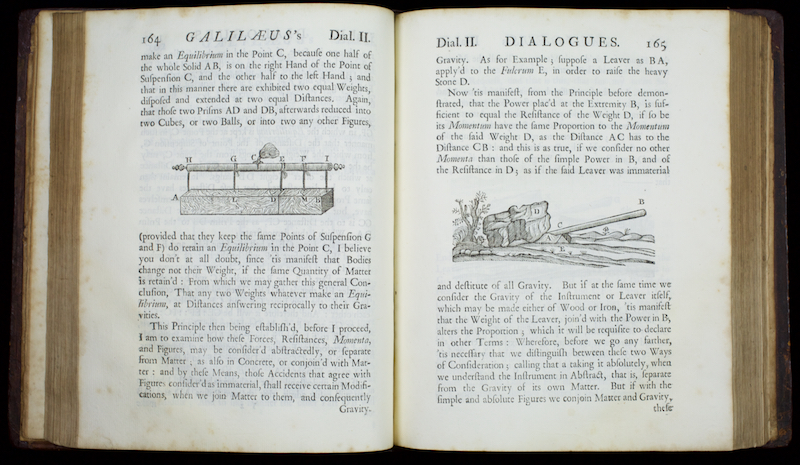 164 GALILÆUS's Dial. II.
make an Equilibrium in the Point C, becauſe one half of
the whole Solid AB, is on the right Hand of the Point of
Suſpenſion C, and the other half to the left Hand; and
that in this manner there are exhibited two equal Weights,
diſpoſed and extended at two equal Diſtances. Again,
that thoſe two Priſms AD and DB, afterwards reduced into
two Cubes, or two Balls, or into two any other Figures,
H G C E F I
A L D M B
(provided that they keep the ſame Points of Suſpenſion G
and F) do retain an Equilibrium in the Point C, I believe
you don't at all doubt, ſince 'tis manifeſt that Bodies
change not their Weight, if the ſame Quantity of Matter
is retain'd: From which we may gather this general Con-
cluſion, That any two Weights whatever make an Equi-
librium, at Diſtances anſwering reciprocally to their Gra-
vities.
This Principle then being eſtabliſh'd, before I proceed,
I am to examine how theſe Forces, Reſiſtances, Momenta,
and Figures, may be conſider'd abſtractedly, or ſeparate
from Matter; as alſo in Concrete, or conjoin'd with Mat-
ter: and by theſe Means, thoſe Accidents that agree with
Figures conſider'd as immaterial, ſhall receive certain Modifi-
cations, when we join Matter to them, and conſequently
Gravity.
Dial. II. DIALOGUES. 165
Gravity. As for Example; ſuppoſe a Leaver as BA,
apply'd to the Fulcrum E, in order to raiſe the heavy
Stone D.
Now 'tis manifeſt, from the Principle before demon-
ſtrated, that the Power plac'd at the Extremity B, is ſuf-
ficient to equal the Reſiſtance of the Weight D, if ſo be
its Momentum have the ſame Proportion to the Momentum
of the ſaid Weight D, as the Diſtance AC has to the
Diſtance CB: and this is true, if we conſider no other
Momenta than thoſe of the ſimple Power in B, and of
the Reſiſtance in D; as if the ſaid Leaver was immaterial
D B
C
A E
and deſtitute of all Gravity. But if at the ſame time we
conſider the Gravity of the Inſtrument or Leaver itſelf,
which may be made either of Wood or Iron, 'tis manifeſt
that the Weight of the Leaver, join'd with the Power in B,
alters the Proportion; which it will be requiſite to declare
in other Terms: Wherefore, before we go any farther,
'tis neceſſary that we diſtinguiſh between theſe two Ways
of Conſideration; calling that a taking it abſolutely, when
we underſtand the Inſtrument in Abſtract, that is, ſeparate
from the Gravity of its own Matter. But if with the
ſimple and abſolute Figures we conjoin Matter and Gravity,
theſe